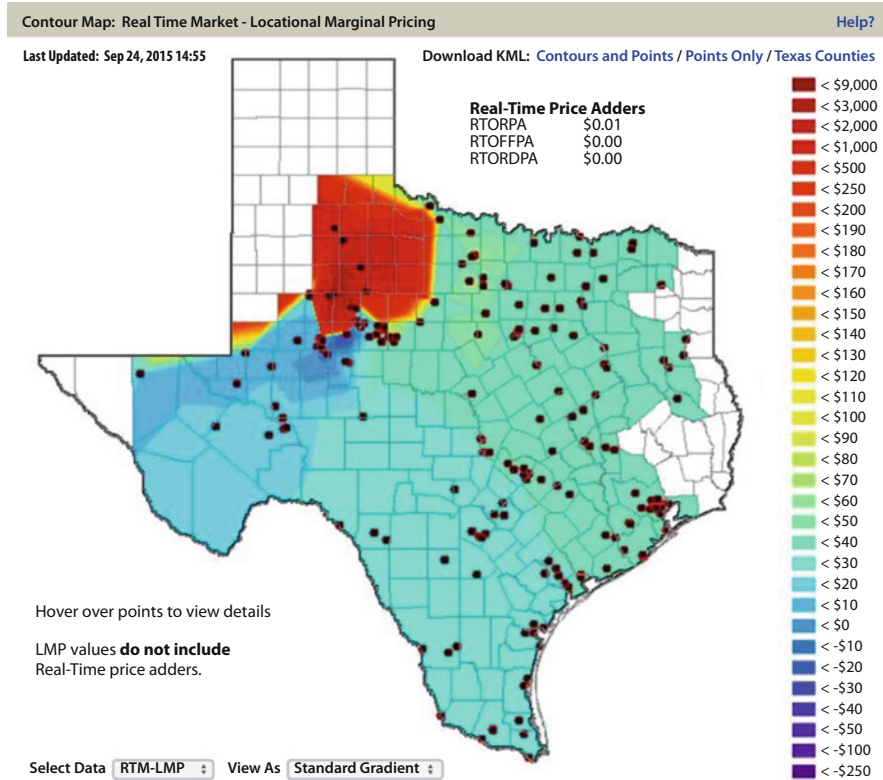 Contour Map: Real Time Market - Locational Marginal Pricing
Help?
Last Updated: Sep 24, 2015 14:55
Download KML: Contours and Points / Points Only / Texas Counties
Real-Time Price Adders
RTORPA $0.01
RTOFFPA $0.00
RTORDPA $0.00
< $9,000
< $3,000
< $2,000
< $1,000
< $500
< $250
< $200
< $190
< $180
< $170
< $160
< $150
< $140
< $130
< $120
< $110
< $100
< $90
< $80
< $70
< $60
< $50
< $40
< $30
< $20
< $10
< $0
< -$10
< -$20
< -$30
< -$40
< -$50
< -$100
< -$250
Hover over points to view details
LMP values do not include
Real-Time price adders.
Select Data RTM-LMP View As Standard Gradient